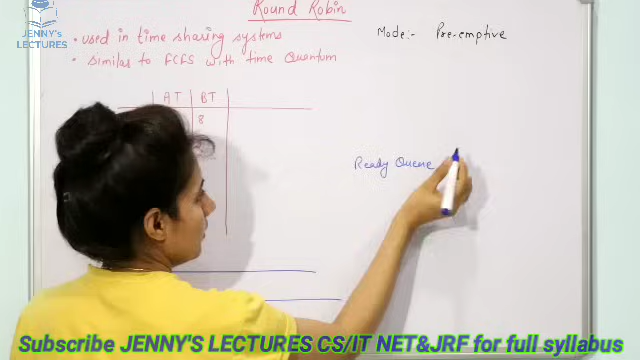 JENNY's
LECTURES
Round Robin
• used in time sharing systems
• similar to FCFS with time Quantum
Mode:- Pre-emptive
AT BT
8
Ready Queue
Subscribe JENNY'S LECTURES CS/IT NET&JRF for full syllabus